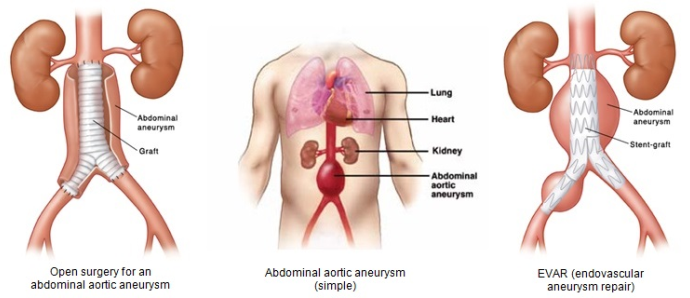 Abdominal
aneurysm
Graft
Open surgery for an
abdominal aortic aneurysm
Lung
Heart
Kidney
Abdominal
aortic
aneurysm
Abdominal aortic aneurysm
(simple)
Abdominal
aneurysm
Stent-graft
EVAR (endovascular
aneurysm repair)